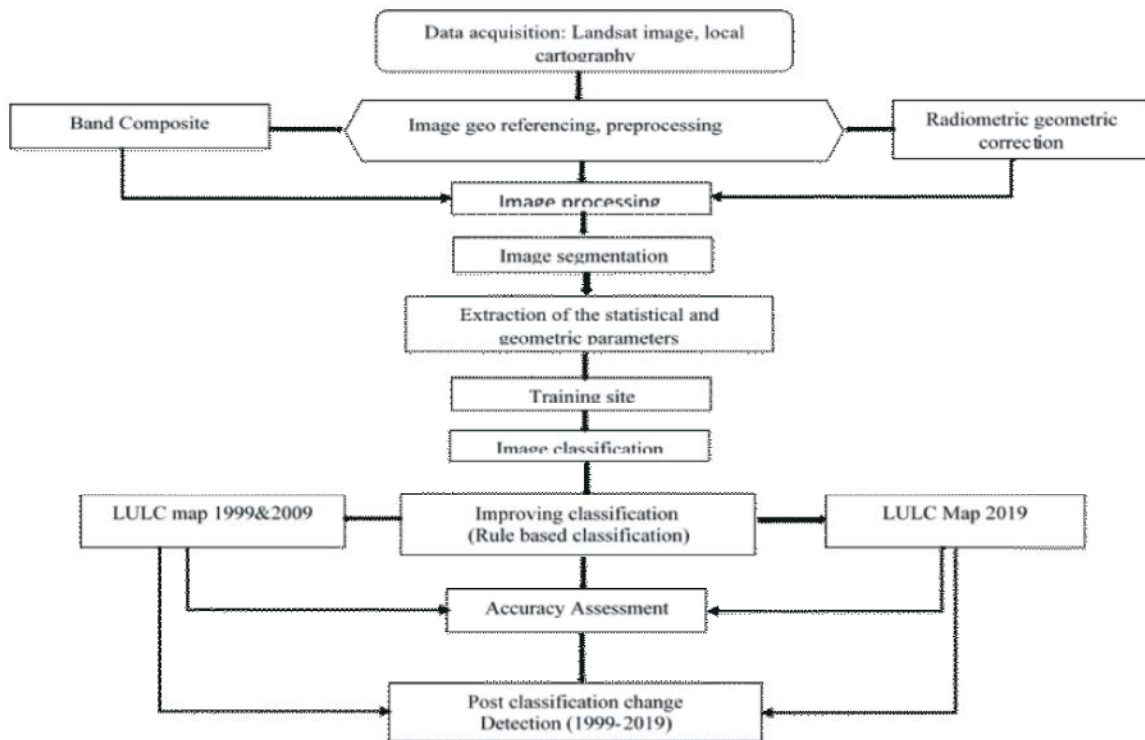 Data acquisition: Landsat image, local
cartography
Band Composite
Image geo referencing, preprocessing
Radiometric geometric
correction
Image processing
Image segmentation
Extraction of the statistical and
geometric parameters
Training site
Image classification
LULC map 1999&2009
Improving classification
(Rule based classification)
LULC Map 2019
Accuracy Assessment
Post classification change
Detection (1999-2019)